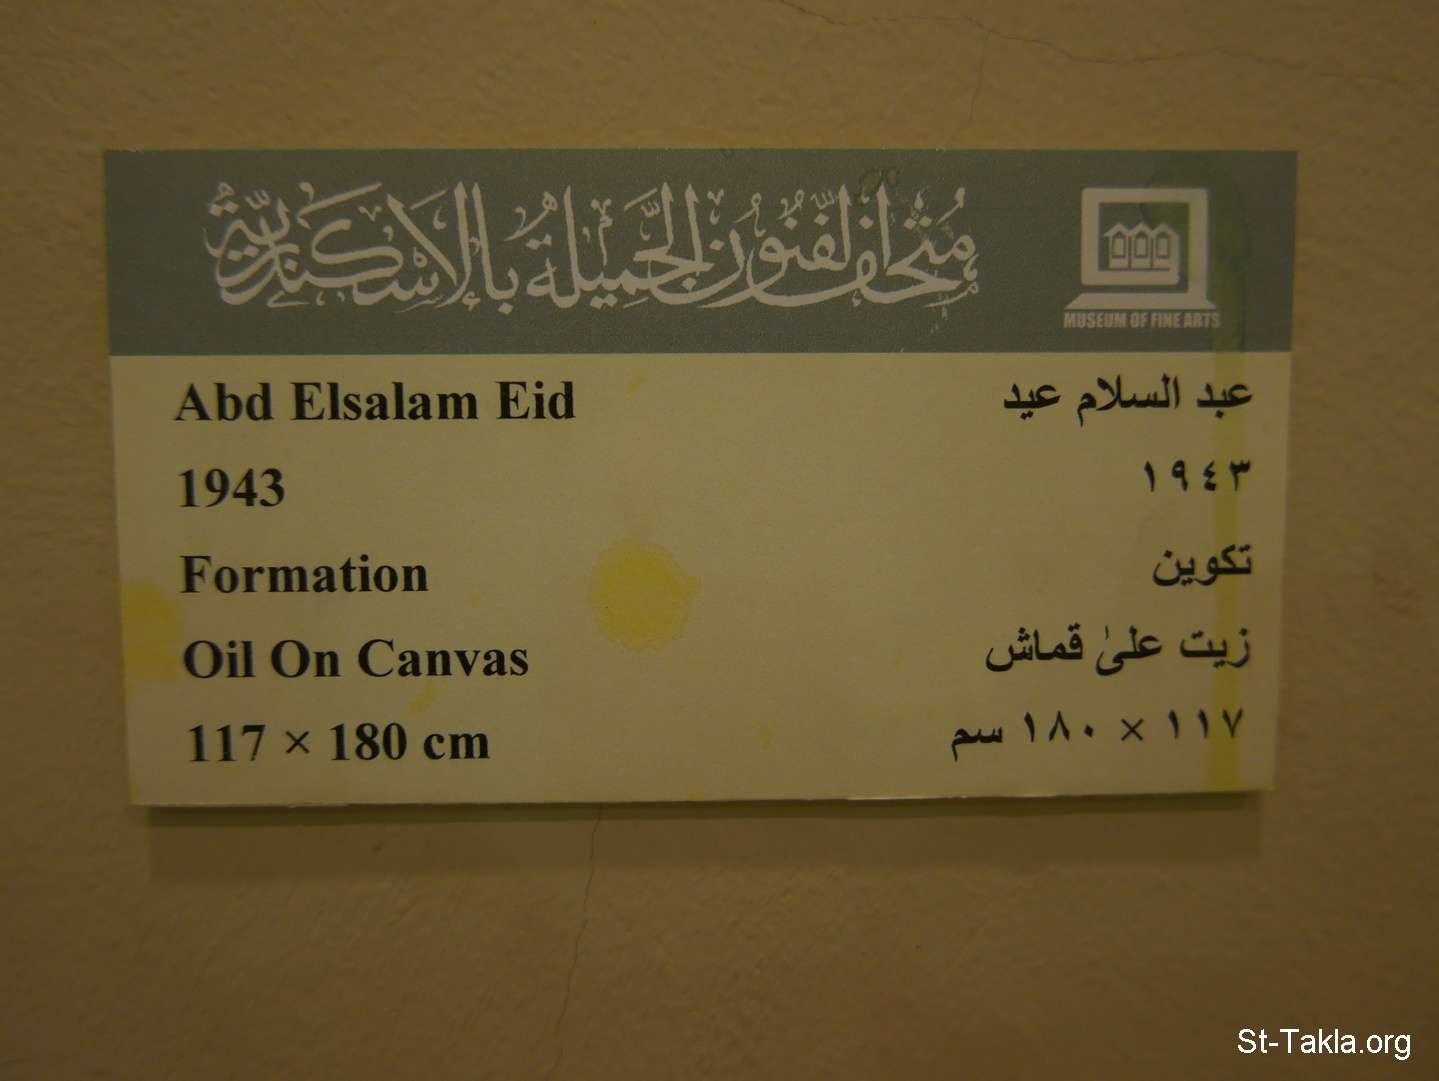 متحف الفنون الجميلة بالاسكندرية
MUSEUM OF FINE ARTS
Abd Elsalam Eid
عبد السلام عيد
1943
١٩٤٣
Formation
تكوين
Oil On Canvas
زيت علىٰ قماش
117 × 180 cm
١١٧ × ١٨٠ سم
St-Takla.org